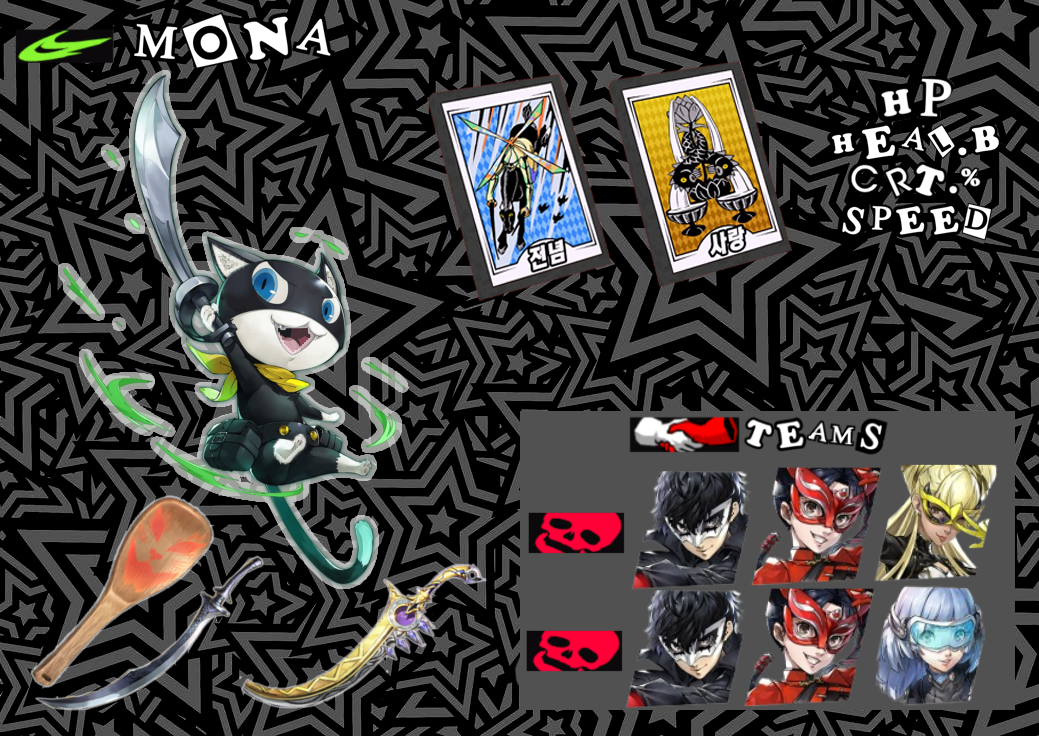 MONA
전념
사랑
HP
HEAL.B
CRT.%
SPEED
TEAMS